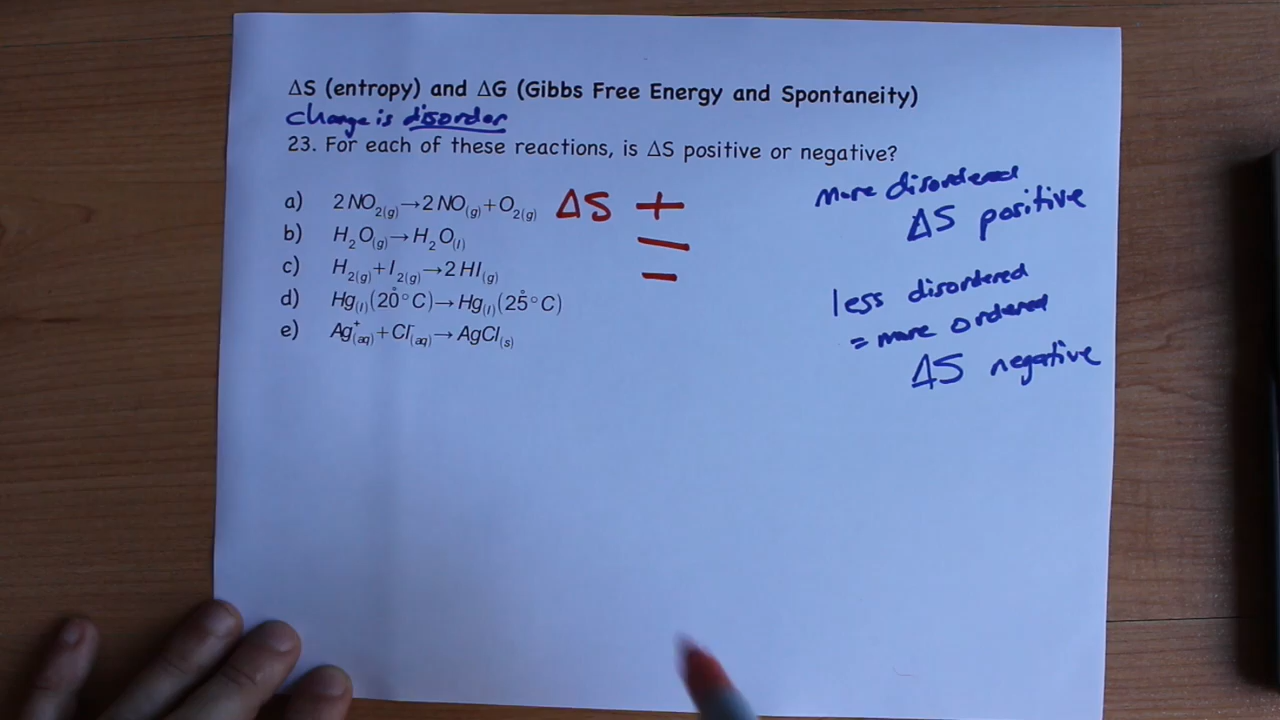 ΔS (entropy) and ΔG (Gibbs Free Energy and Spontaneity)
change is disorder
23. For each of these reactions, is ΔS positive or negative?
a) 2NO₂(g)→2NO(g)+O₂(g) ΔS +
b) H₂O(g)→H₂O(l) −
c) H₂(g)+I₂(g)→2HI(g) −
d) Hg(l)(20°C)→Hg(l)(25°C)
e) Ag⁺(aq)+Cl⁻(aq)→AgCl(s)
more disordered
ΔS positive
less disordered
= more ordered
ΔS negative